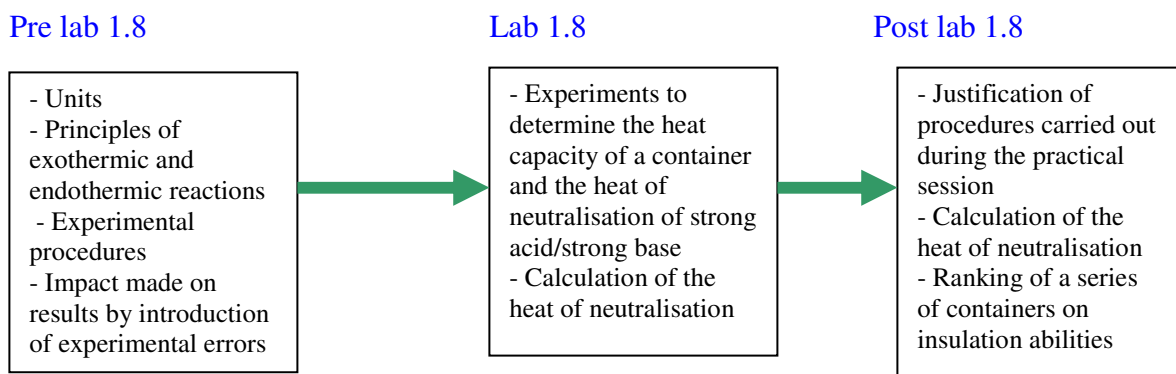 Pre lab 1.8
- Units
- Principles of
exothermic and
endothermic reactions
- Experimental
procedures
- Impact made on
results by introduction
of experimental errors
Lab 1.8
- Experiments to
determine the heat
capacity of a container
and the heat of
neutralisation of strong
acid/strong base
- Calculation of the
heat of neutralisation
Post lab 1.8
- Justification of
procedures carried out
during the practical
session
- Calculation of the
heat of neutralisation
- Ranking of a series
of containers on
insulation abilities